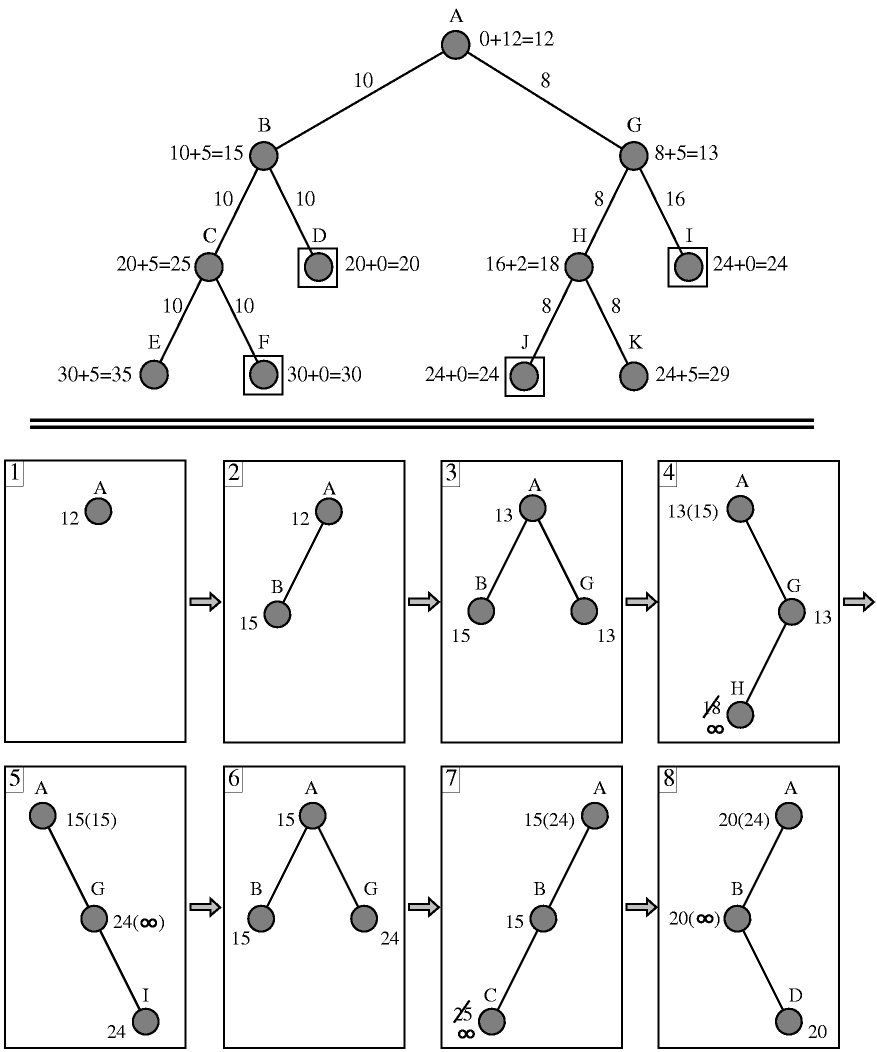 A
0+12=12
10 8
B G
10+5=15 8+5=13
10 10 8 16
C D H I
20+5=25 20+0=20 16+2=18 24+0=24
10 10 8 8
E F J K
30+5=35 30+0=30 24+0=24 24+5=29
1
A
12
2
A
12
B
15
3
A
13
B G
15 13
4
A
13(15)
G
13
H
18
∞
5
A
15(15)
G
24(∞)
I
24
6
A
15
B G
15 24
7
A
15(24)
B
15
C
25
∞
8
A
20(24)
B
20(∞)
D
20